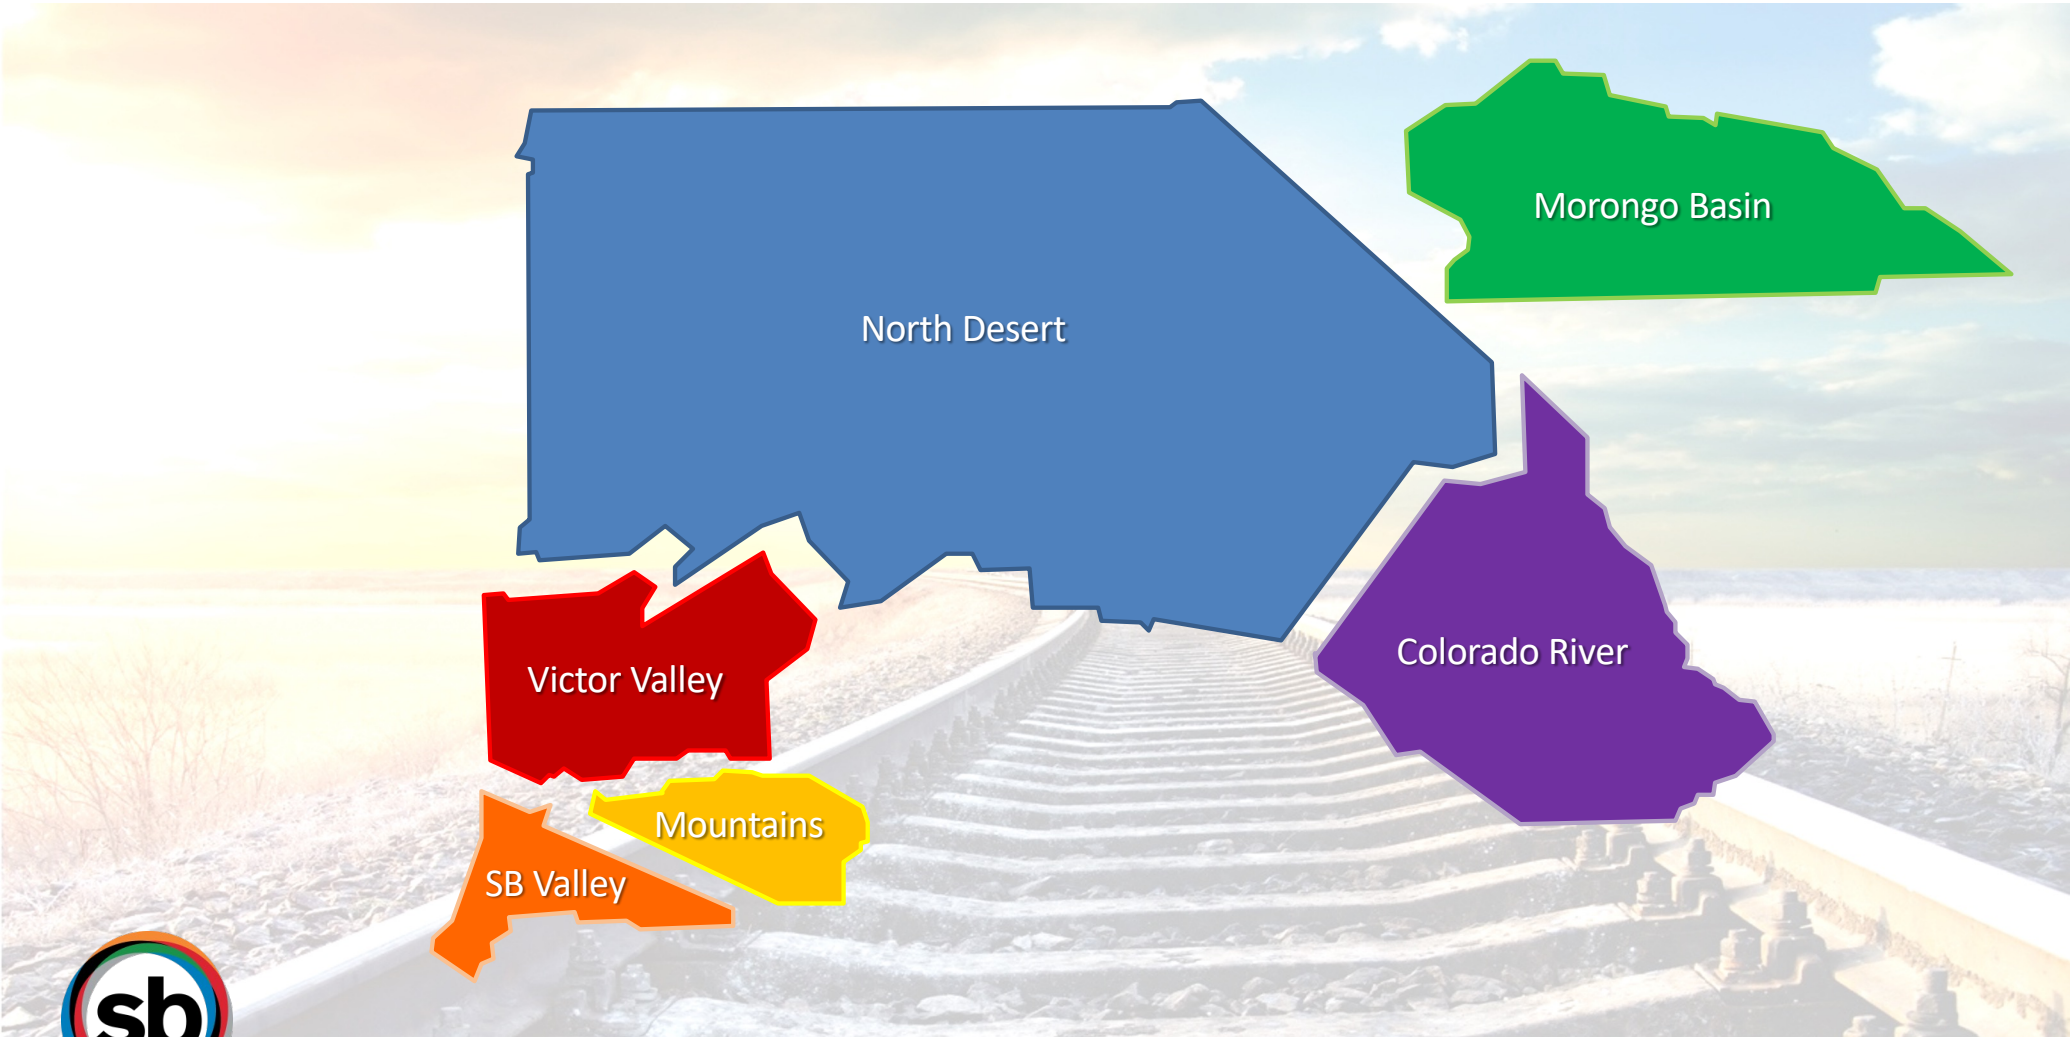 Morongo Basin
North Desert
Colorado River
Victor Valley
Mountains
SB Valley
sb